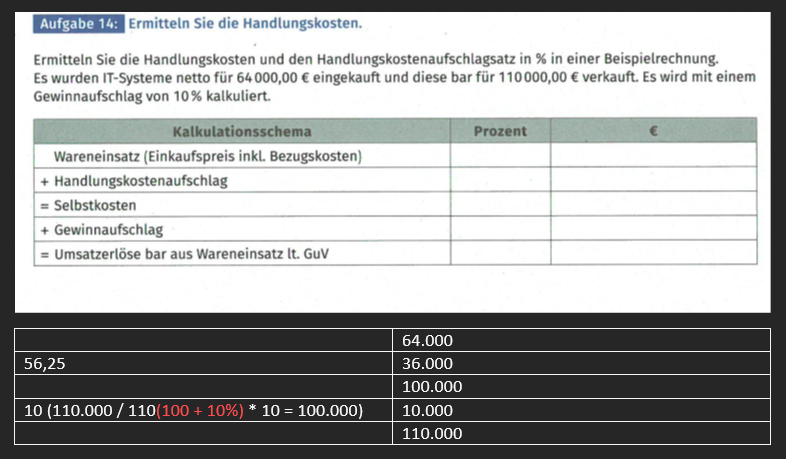 Aufgabe 14: Ermitteln Sie die Handlungskosten.
Ermitteln Sie die Handlungskosten und den Handlungskostenaufschlagsatz in % in einer Beispielrechnung.
Es wurden IT-Systeme netto für 64 000,00 € eingekauft und diese bar für 110 000,00 € verkauft. Es wird mit einem
Gewinnaufschlag von 10 % kalkuliert.
Kalkulationsschema Prozent €
Wareneinsatz (Einkaufspreis inkl. Bezugskosten)
+ Handlungskostenaufschlag
= Selbstkosten
+ Gewinnaufschlag
= Umsatzerlöse bar aus Wareneinsatz lt. GuV
64.000
56,25 36.000
100.000
10 (110.000 / 110(100 + 10%) * 10 = 100.000) 10.000
110.000